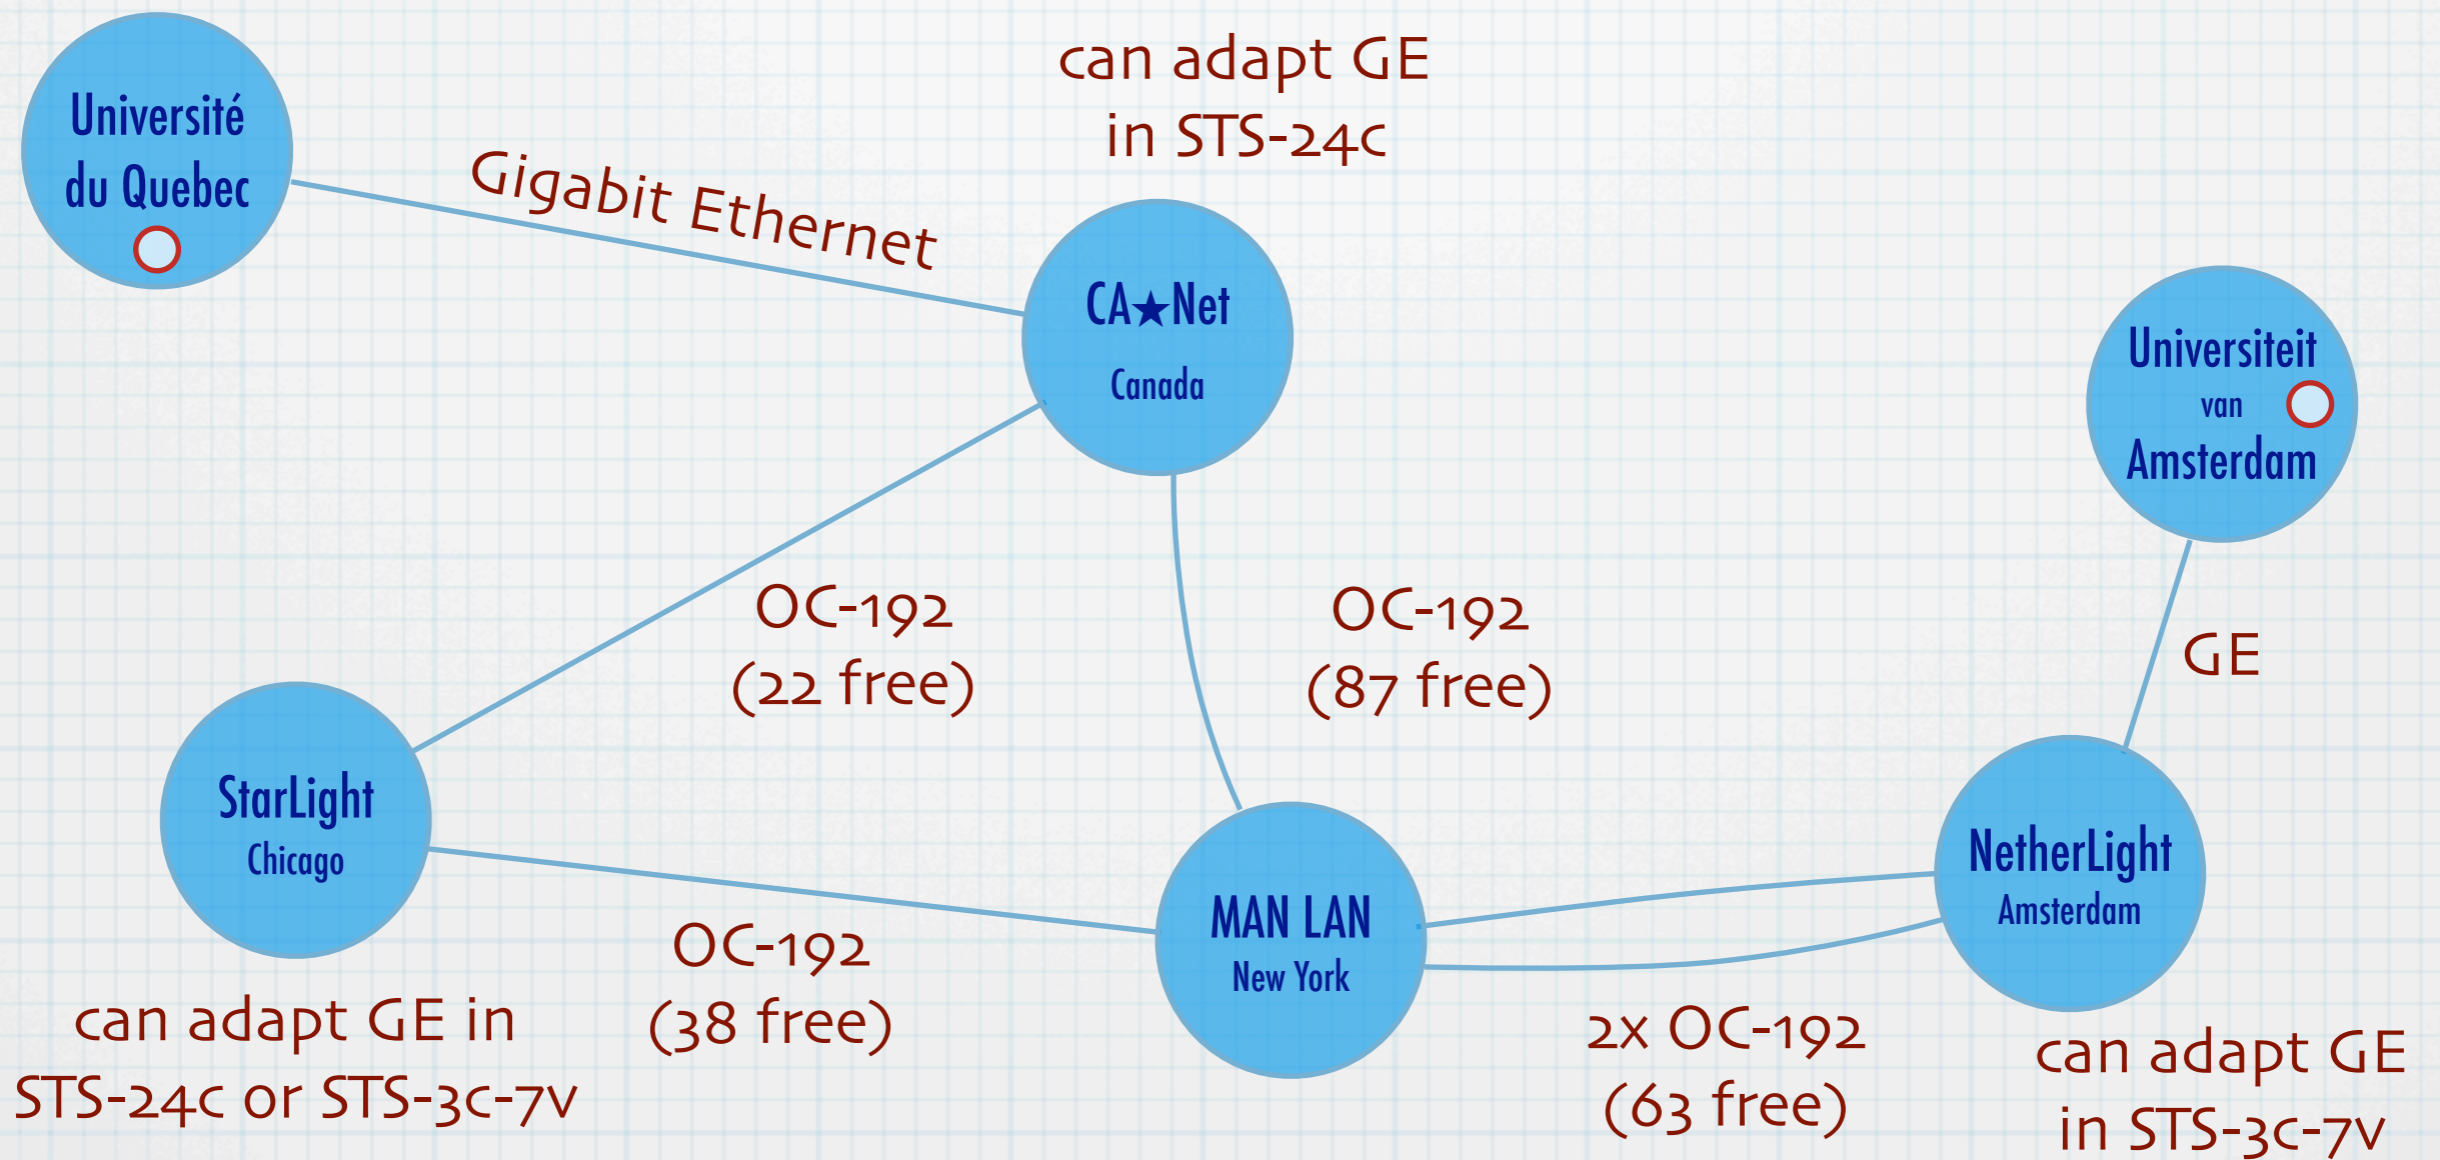 Université
du Quebec
Gigabit Ethernet
can adapt GE
in STS-24c
CA★Net
Canada
Universiteit
van
Amsterdam
OC-192
(22 free)
OC-192
(87 free)
GE
StarLight
Chicago
can adapt GE in
STS-24c or STS-3c-7v
OC-192
(38 free)
MAN LAN
New York
2x OC-192
(63 free)
NetherLight
Amsterdam
can adapt GE
in STS-3c-7v